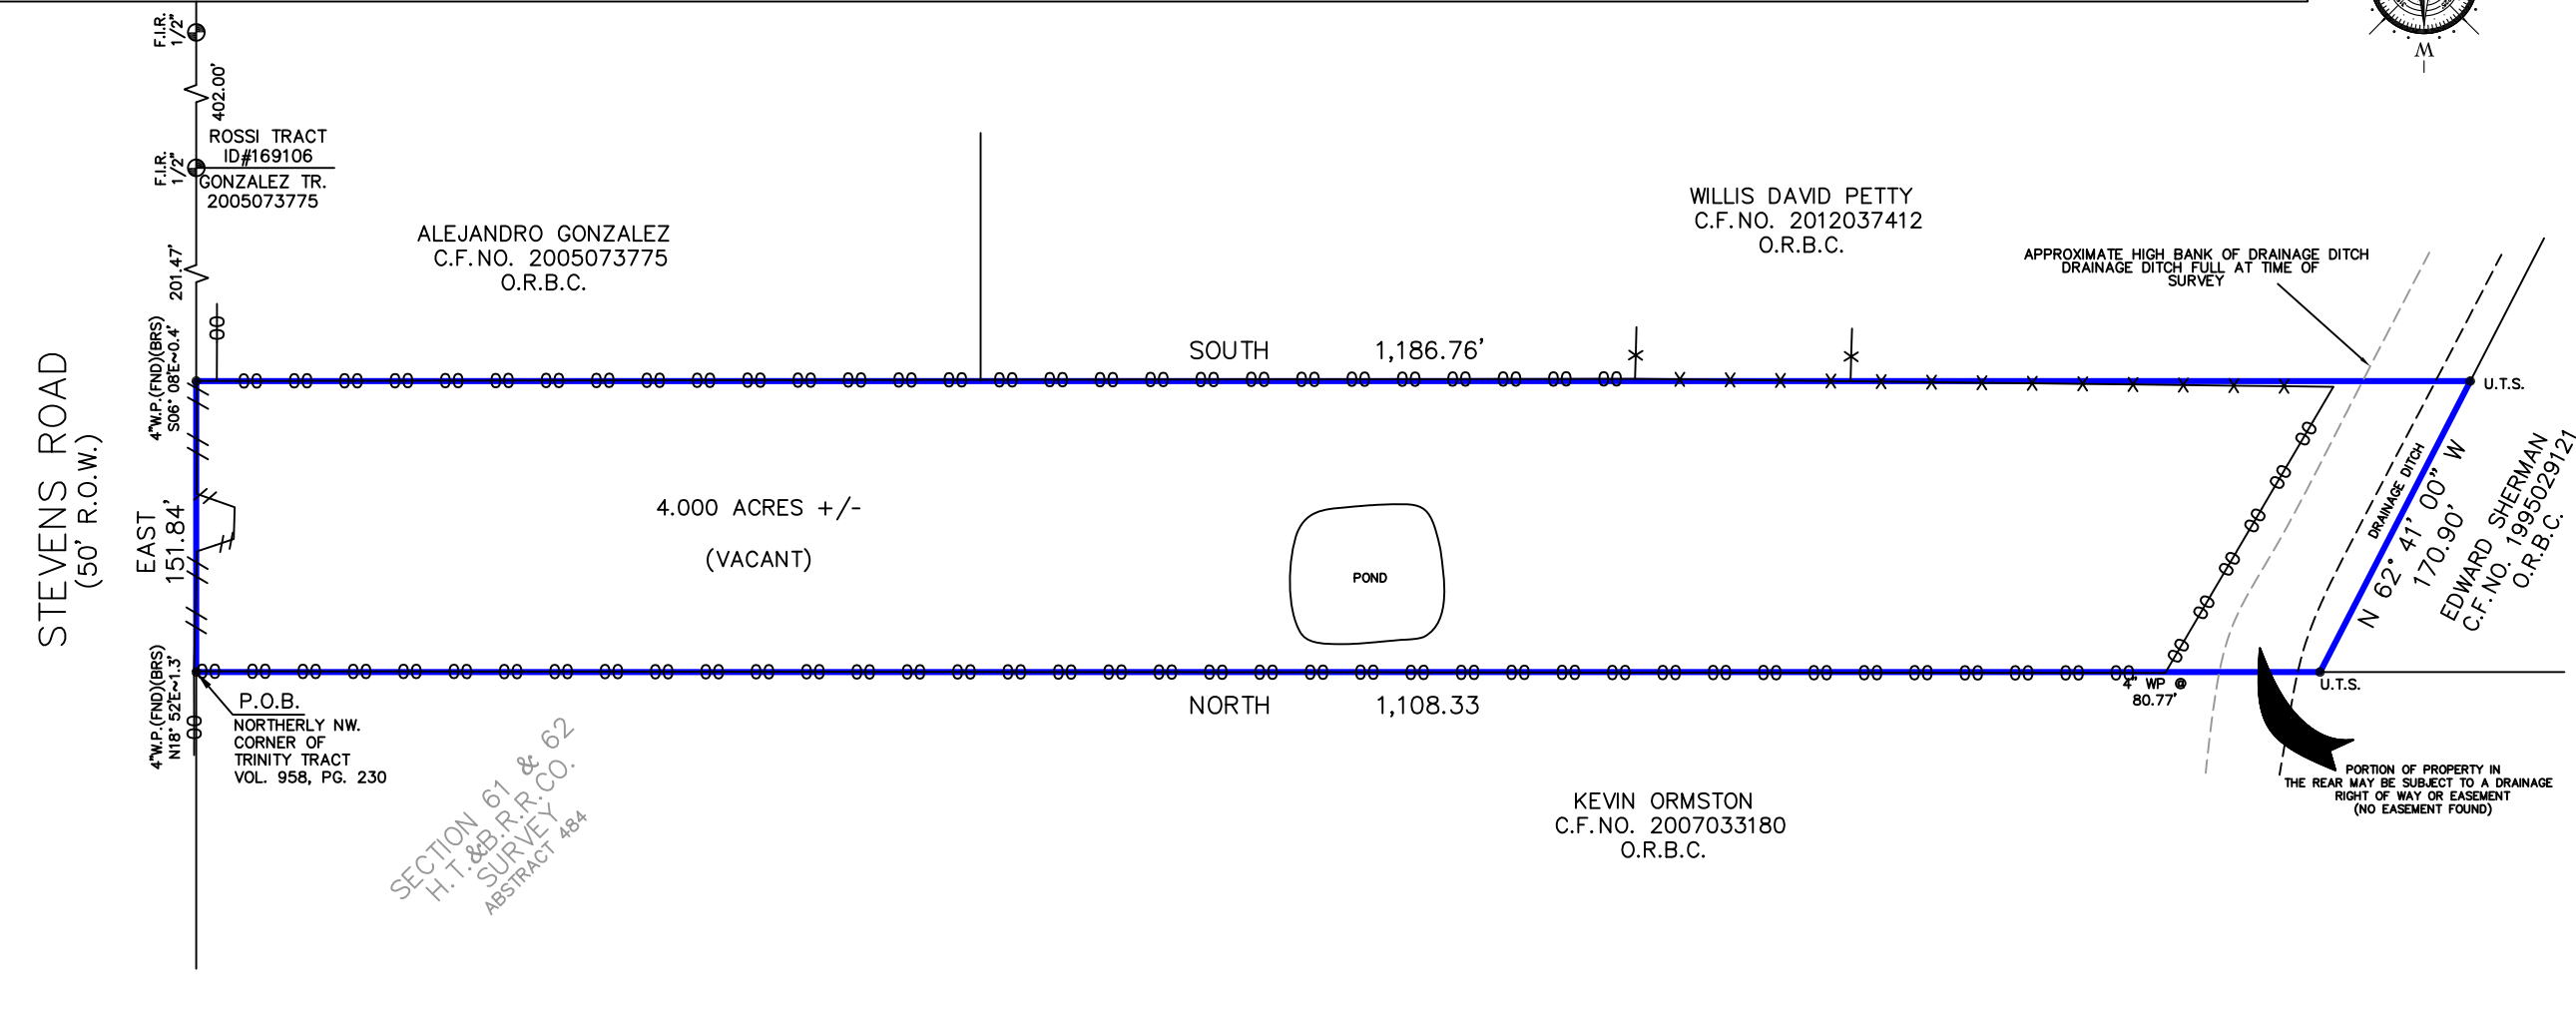 F.I.R.
1/2"
402.00'
W
F.I.R.
1/2"
ROSSI TRACT
ID#169106
GONZALEZ TR.
2005073775
201.47'
ALEJANDRO GONZALEZ
C.F.NO. 2005073775
O.R.B.C.
WILLIS DAVID PETTY
C.F.NO. 2012037412
O.R.B.C.
APPROXIMATE HIGH BANK OF DRAINAGE DITCH
DRAINAGE DITCH FULL AT TIME OF
SURVEY
4"W.P.(FND)(BRS)
S06° 08'E~0.4'
SOUTH 1,186.76'
U.T.S.
STEVENS ROAD
(50' R.O.W.)
EAST
151.84'
4.000 ACRES +/-
(VACANT)
POND
DRAINAGE DITCH
N 62° 41' 00" W
170.90'
EDWARD SHERMAN
C.F.NO. 1995029121
O.R.B.C.
4"W.P.(FND)(BRS)
N18° 52'E~1.3'
P.O.B.
NORTHERLY NW.
CORNER OF
TRINITY TRACT
VOL. 958, PG. 230
NORTH 1,108.33
4" WP @
80.77'
U.T.S.
SECTION 61 & 62
H.T.&B.R.R.CO.
SURVEY
ABSTRACT 484
KEVIN ORMSTON
C.F.NO. 2007033180
O.R.B.C.
PORTION OF PROPERTY IN
THE REAR MAY BE SUBJECT TO A DRAINAGE
RIGHT OF WAY OR EASEMENT
(NO EASEMENT FOUND)